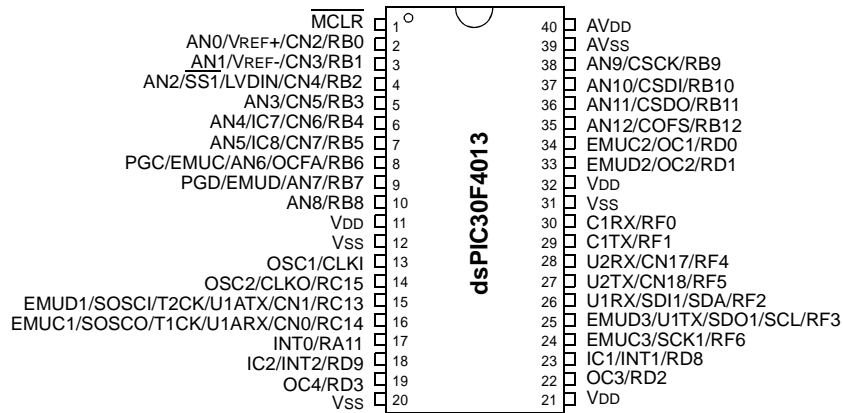 MCLR 1
AN0/VREF+/CN2/RB0 2
AN1/VREF-/CN3/RB1 3
AN2/SS1/LVDIN/CN4/RB2 4
AN3/CN5/RB3 5
AN4/IC7/CN6/RB4 6
AN5/IC8/CN7/RB5 7
PGC/EMUC/AN6/OCFA/RB6 8
PGD/EMUD/AN7/RB7 9
AN8/RB8 10
VDD 11
VSS 12
OSC1/CLKI 13
OSC2/CLKO/RC15 14
EMUD1/SOSCI/T2CK/U1ATX/CN1/RC13 15
EMUC1/SOSCO/T1CK/U1ARX/CN0/RC14 16
INT0/RA11 17
IC2/INT2/RD9 18
OC4/RD3 19
VSS 20
dsPIC30F4013
40 AVDD
39 AVSS
38 AN9/CSCK/RB9
37 AN10/CSDI/RB10
36 AN11/CSDO/RB11
35 AN12/COFS/RB12
34 EMUC2/OC1/RD0
33 EMUD2/OC2/RD1
32 VDD
31 VSS
30 C1RX/RF0
29 C1TX/RF1
28 U2RX/CN17/RF4
27 U2TX/CN18/RF5
26 U1RX/SDI1/SDA/RF2
25 EMUD3/U1TX/SDO1/SCL/RF3
24 EMUC3/SCK1/RF6
23 IC1/INT1/RD8
22 OC3/RD2
21 VDD